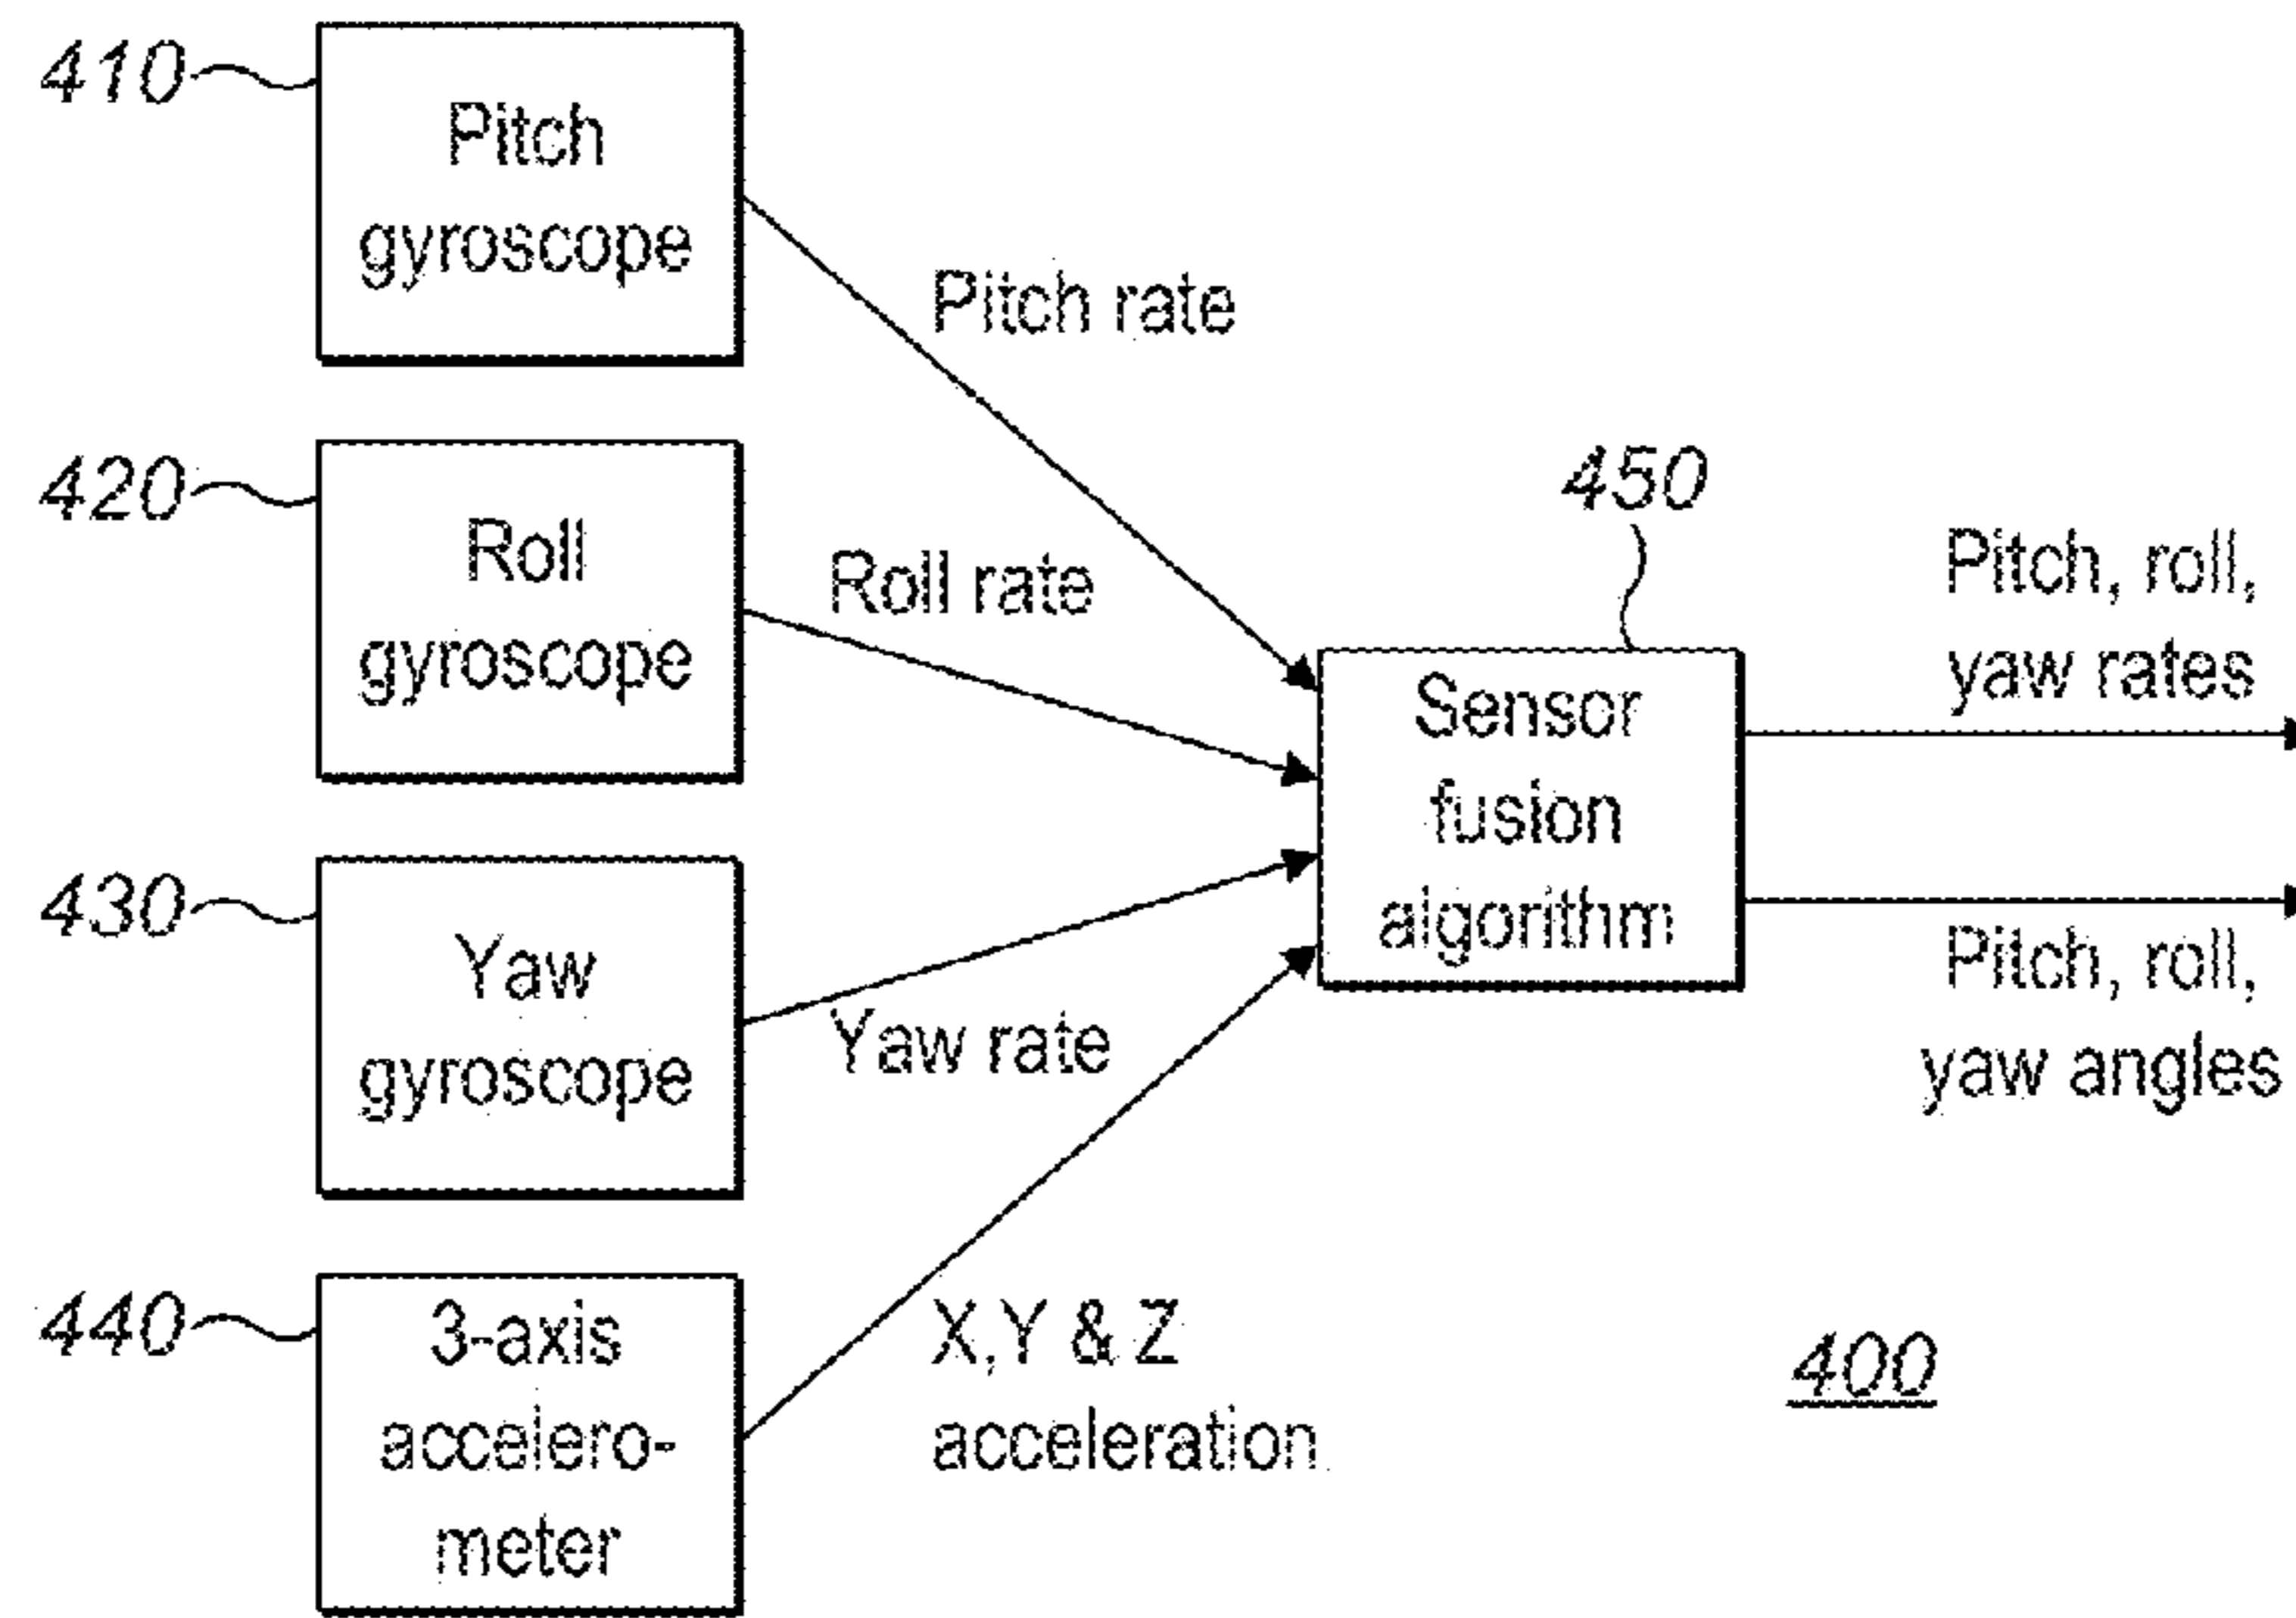 410
Pitch
gyroscope
Pitch rate
420
Roll
gyroscope
Roll rate
450
Pitch, roll,
yaw rates
Sensor
fusion
algorithm
430
Yaw
gyroscope
Yaw rate
Pitch, roll,
yaw angles
440
3-axis
accelero-
meter
X,Y & Z
acceleration
400